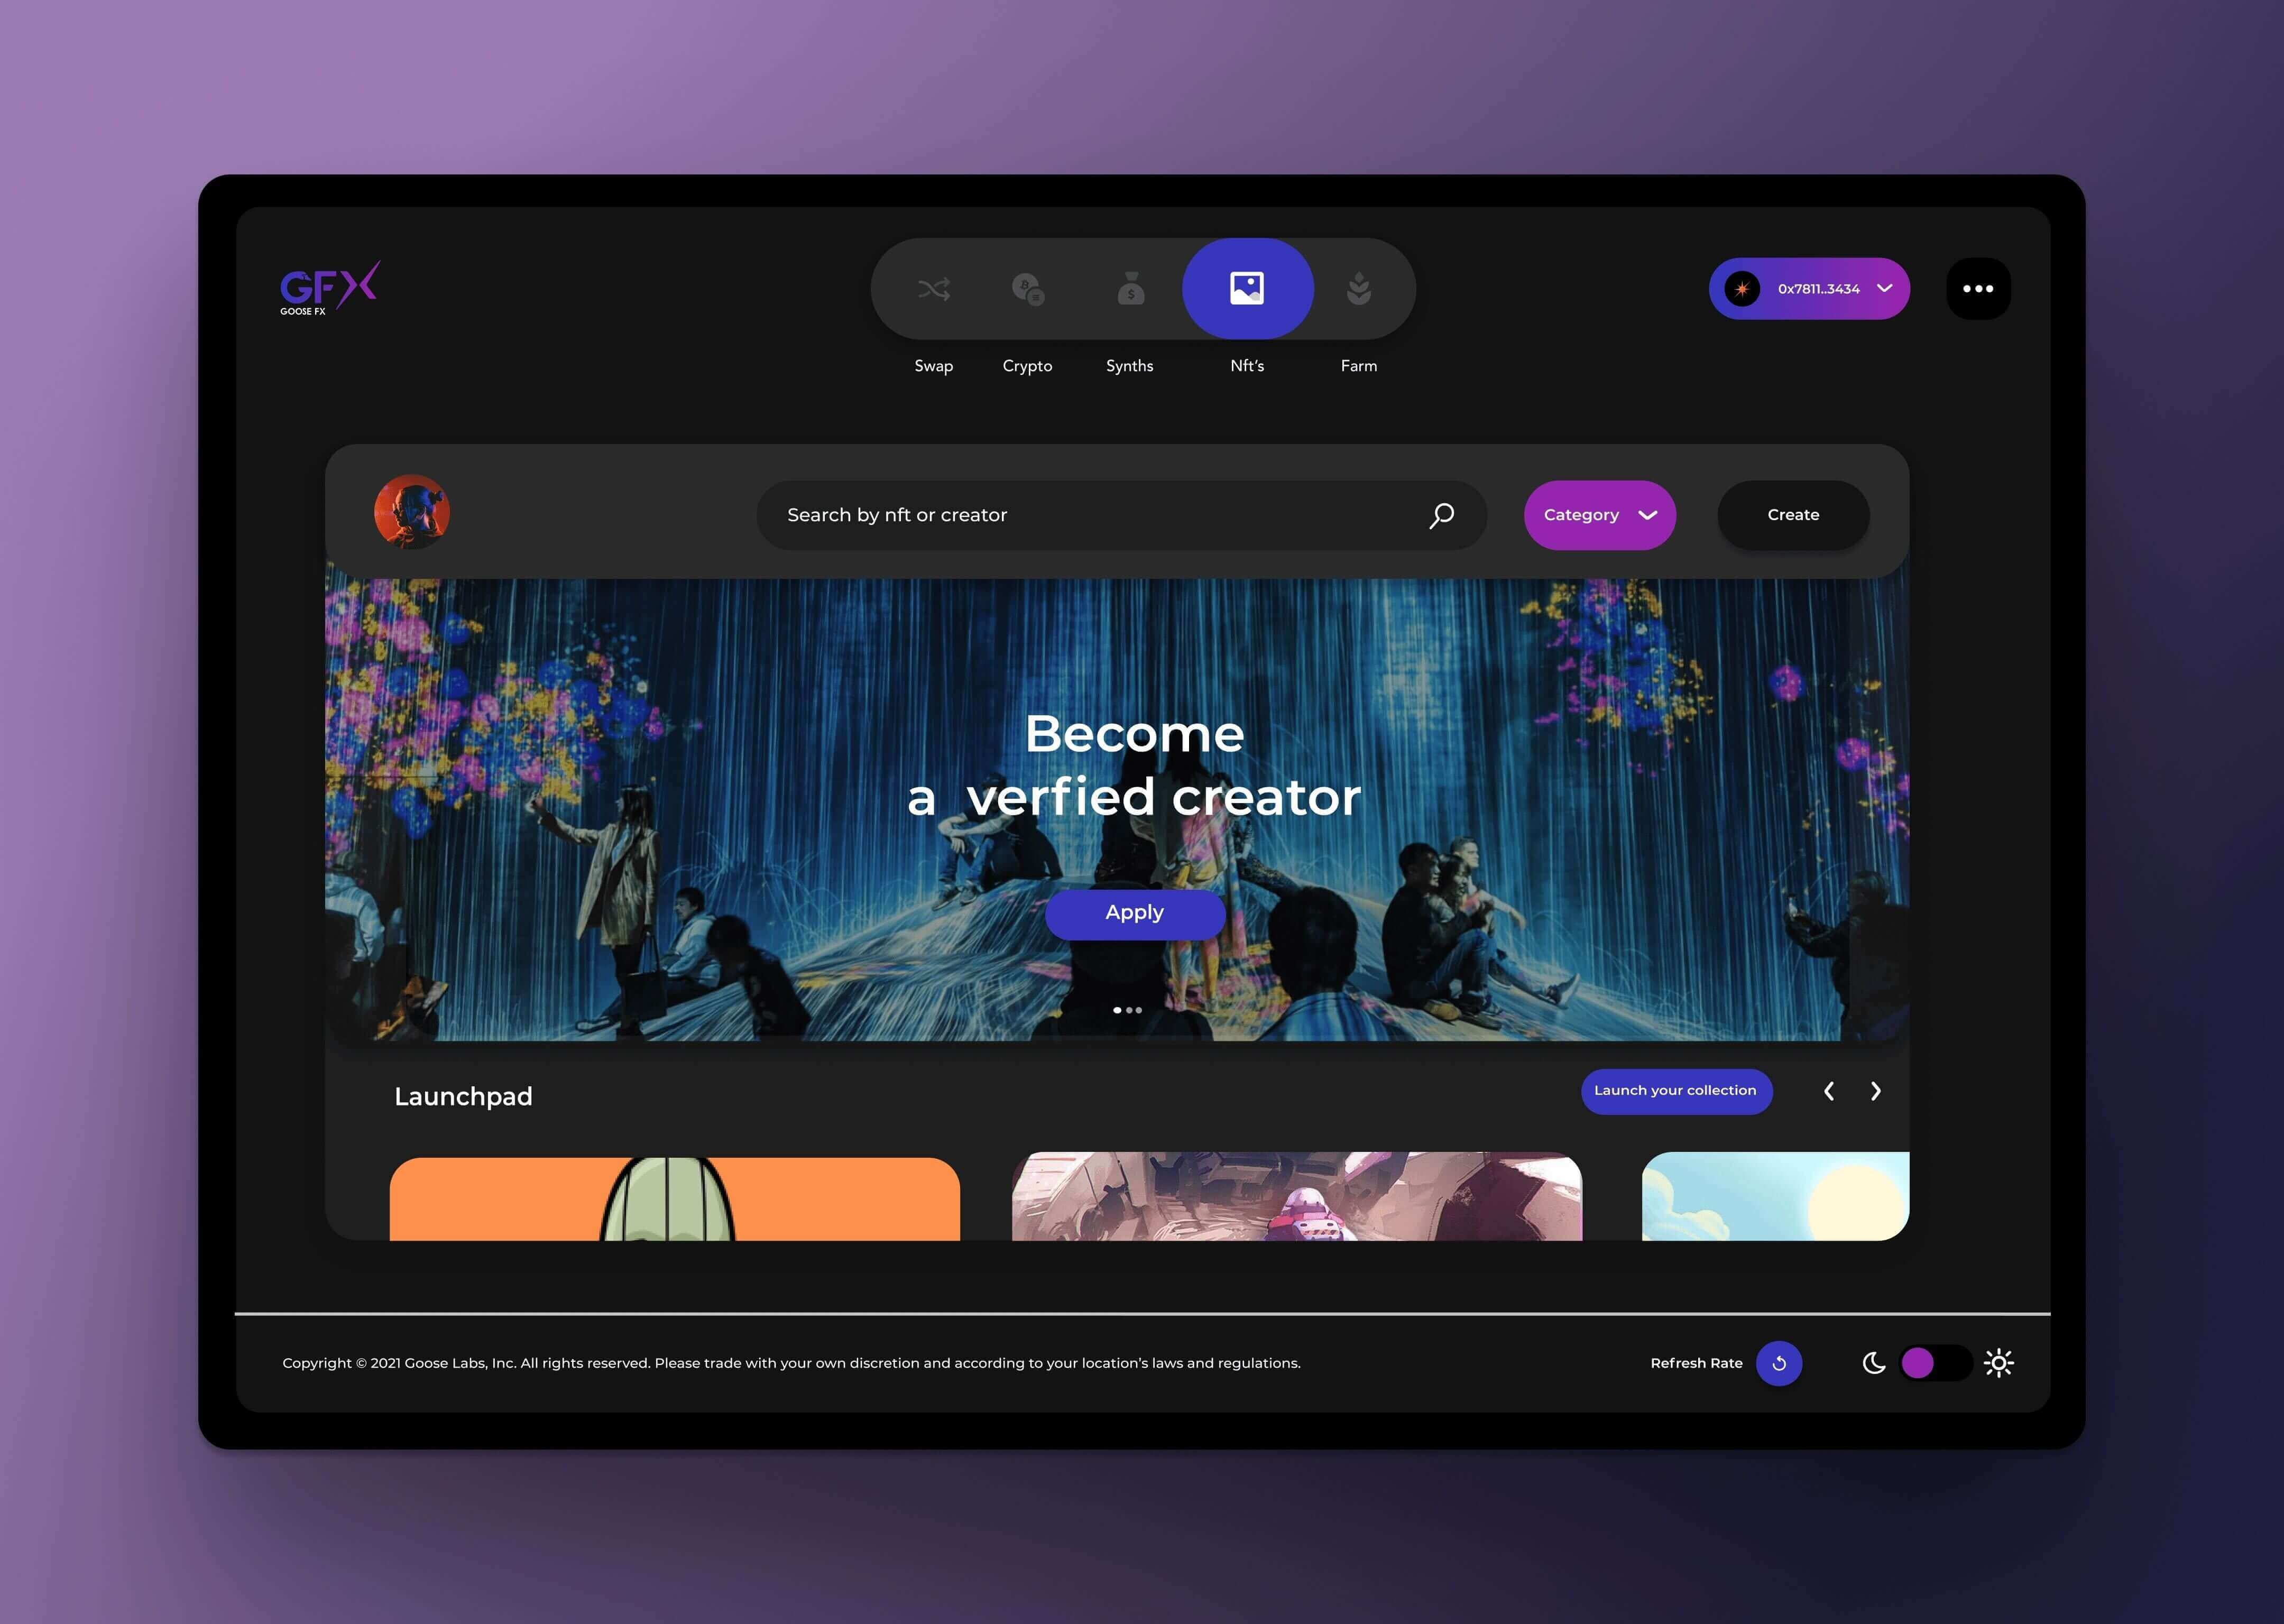 GFX
GOOSE FX
0x7811..3434
Swap
Crypto
Synths
Nft's
Farm
Search by nft or creator
Category
Create
Become
a verfied creator
Apply
Launchpad
Launch your collection
Copyright © 2021 Goose Labs, Inc. All rights reserved. Please trade with your own discretion and according to your location's laws and regulations.
Refresh Rate